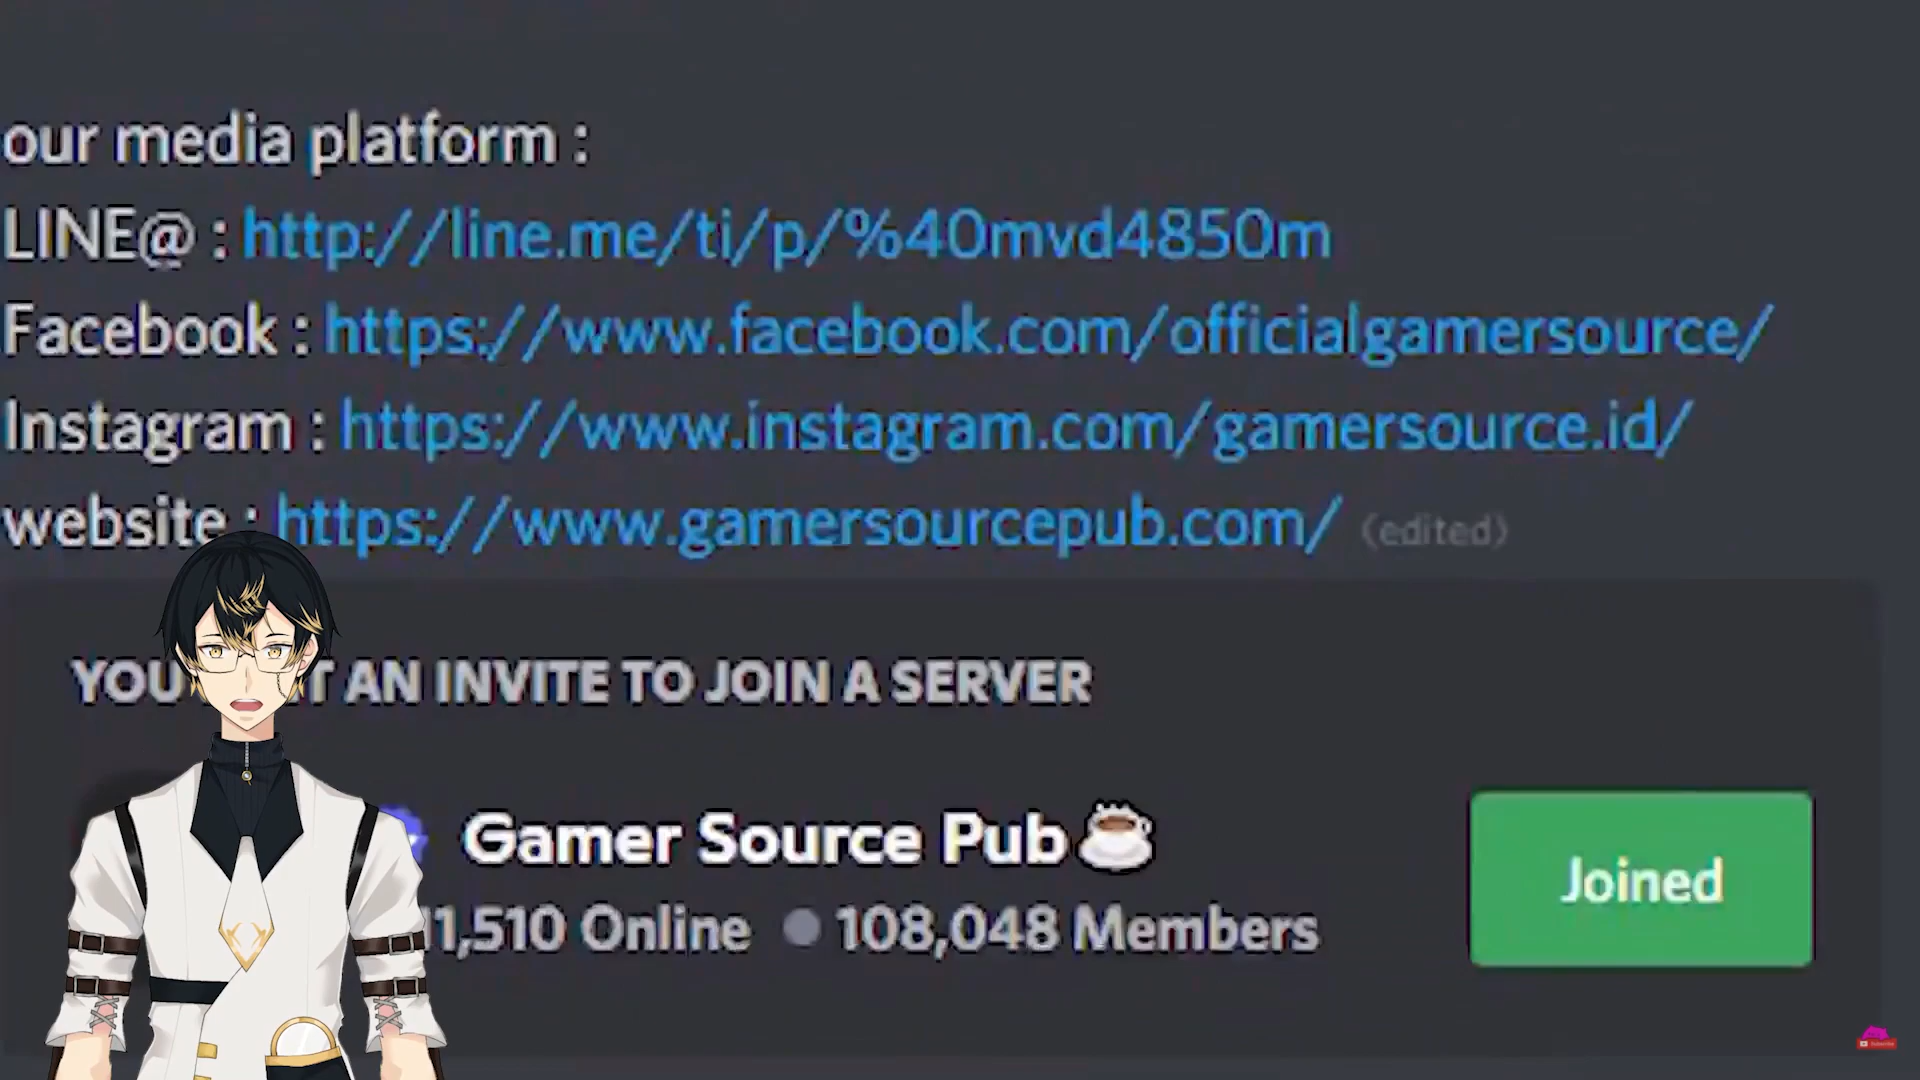 our media platform :
LINE@ : http://line.me/ti/p/%40mvd4850m
Facebook : https://www.facebook.com/officialgamersource/
Instagram : https://www.instagram.com/gamersource.id/
website : https://www.gamersourcepub.com/ (edited)
YOU T AN INVITE TO JOIN A SERVER
Gamer Source Pub☕
11,510 Online 108,048 Members
Joined
Subscribe